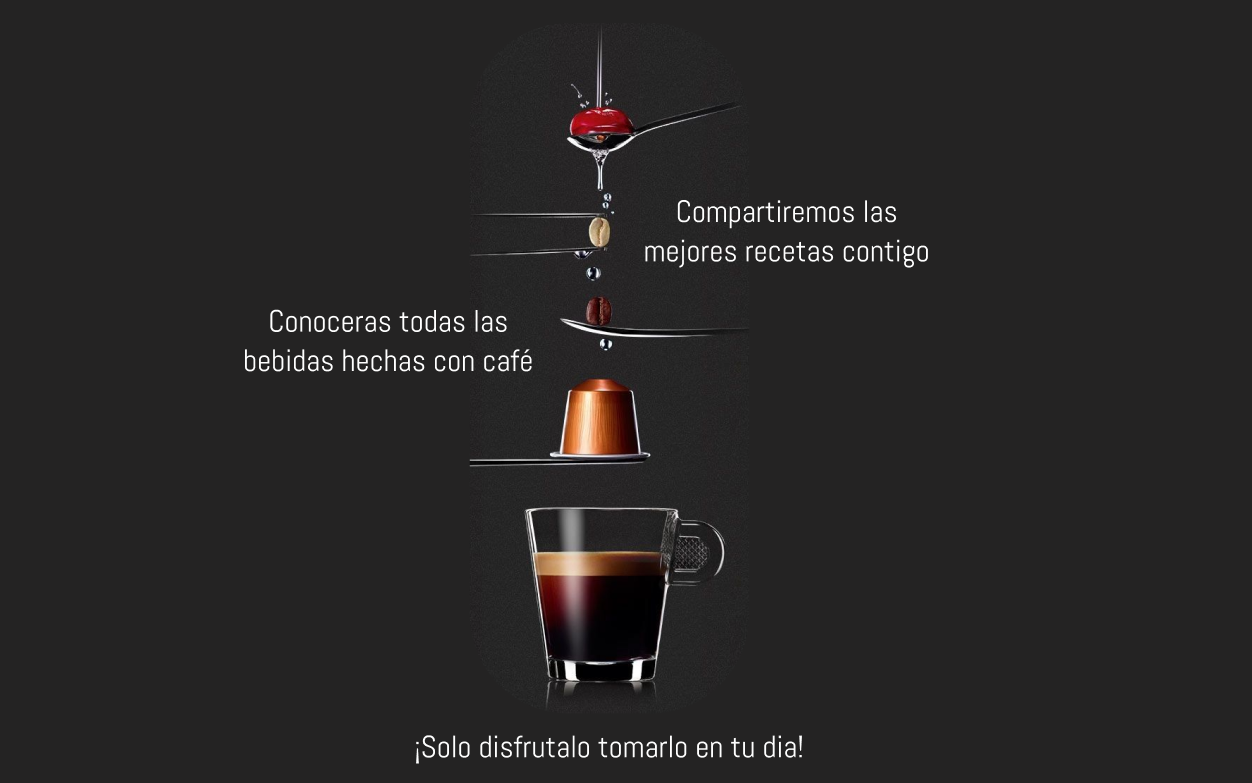 Compartiremos las
mejores recetas contigo
Conoceras todas las
bebidas hechas con café
¡Solo disfrutalo tomarlo en tu dia!